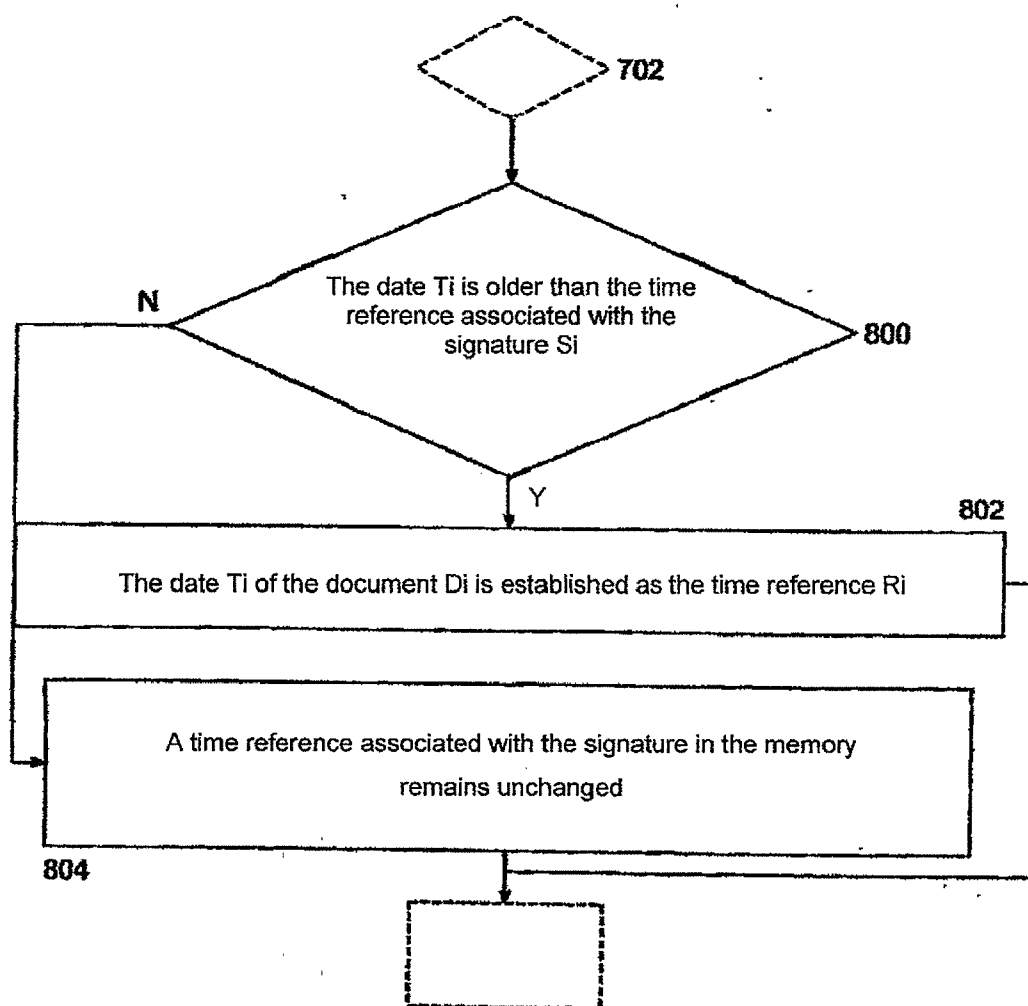 702
The date Ti is older than the time
reference associated with the
signature Si
N
800
Y
802
The date Ti of the document Di is established as the time reference Ri
A time reference associated with the signature in the memory
remains unchanged
804